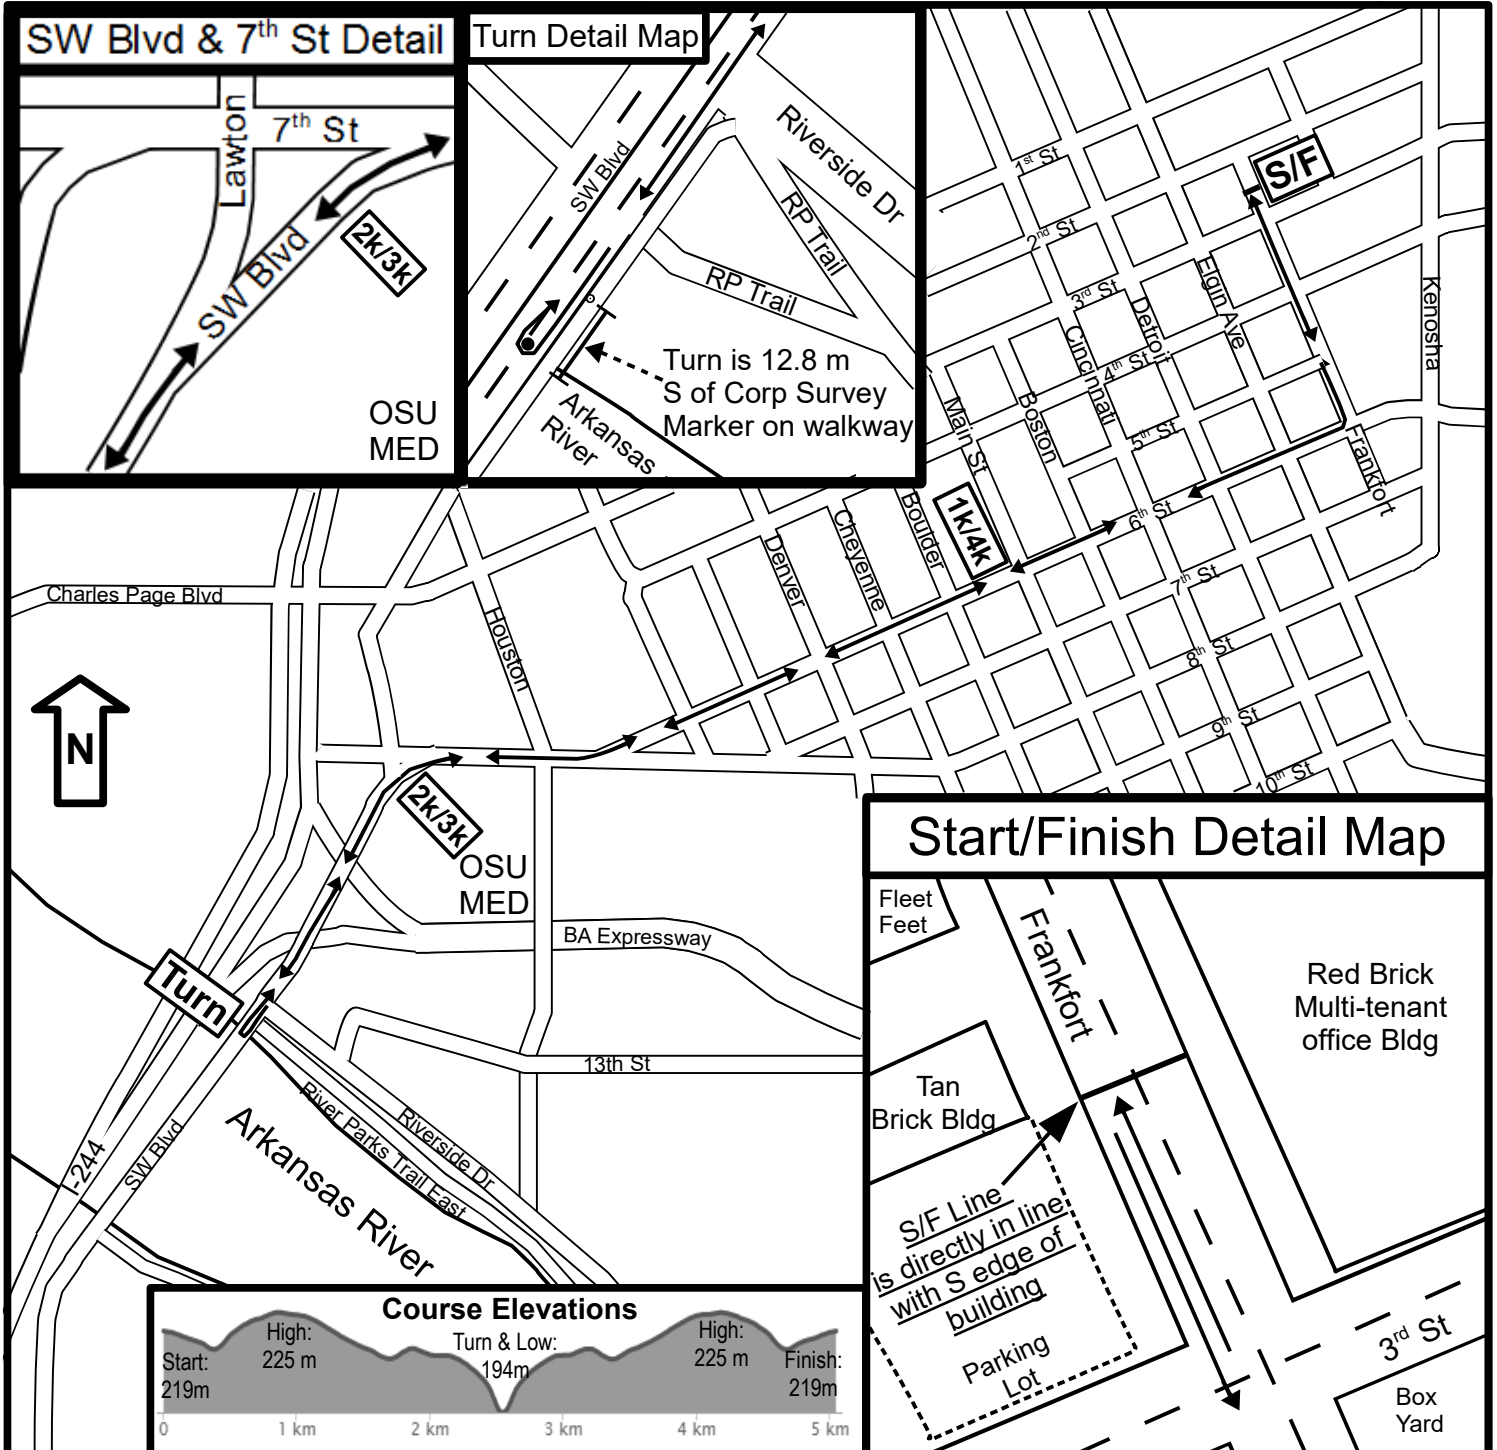 SW Blvd & 7th St Detail
Lawton
7th St
2k/3k
SW Blvd
OSU
MED
Turn Detail Map
SW Blvd
Riverside Dr
RP Trail
RP Trail
Turn is 12.8 m
S of Corp Survey
Marker on walkway
Arkansas
River
S/F
1st St
2nd St
3rd St
4th St
5th St
6th St
7th St
8th St
9th St
10th St
Elgin Ave
Detroit
Cincinnati
Boston
Main St
Boulder
Cheyenne
Denver
Houston
Kenosha
Frankfort
1k/4k
Charles Page Blvd
N
2k/3k
OSU
MED
BA Expressway
Turn
13th St
River Parks Trail East
Riverside Dr
Arkansas River
SW Blvd
I-244
Course Elevations
Start:
219m
High:
225 m
Turn & Low:
194m
High:
225 m
Finish:
219m
0
1 km
2 km
3 km
4 km
5 km
Start/Finish Detail Map
Fleet
Feet
Frankfort
Red Brick
Multi-tenant
office Bldg
Tan
Brick Bldg
S/F Line
is directly in line
with S edge of
building
Parking
Lot
3rd St
Box
Yard